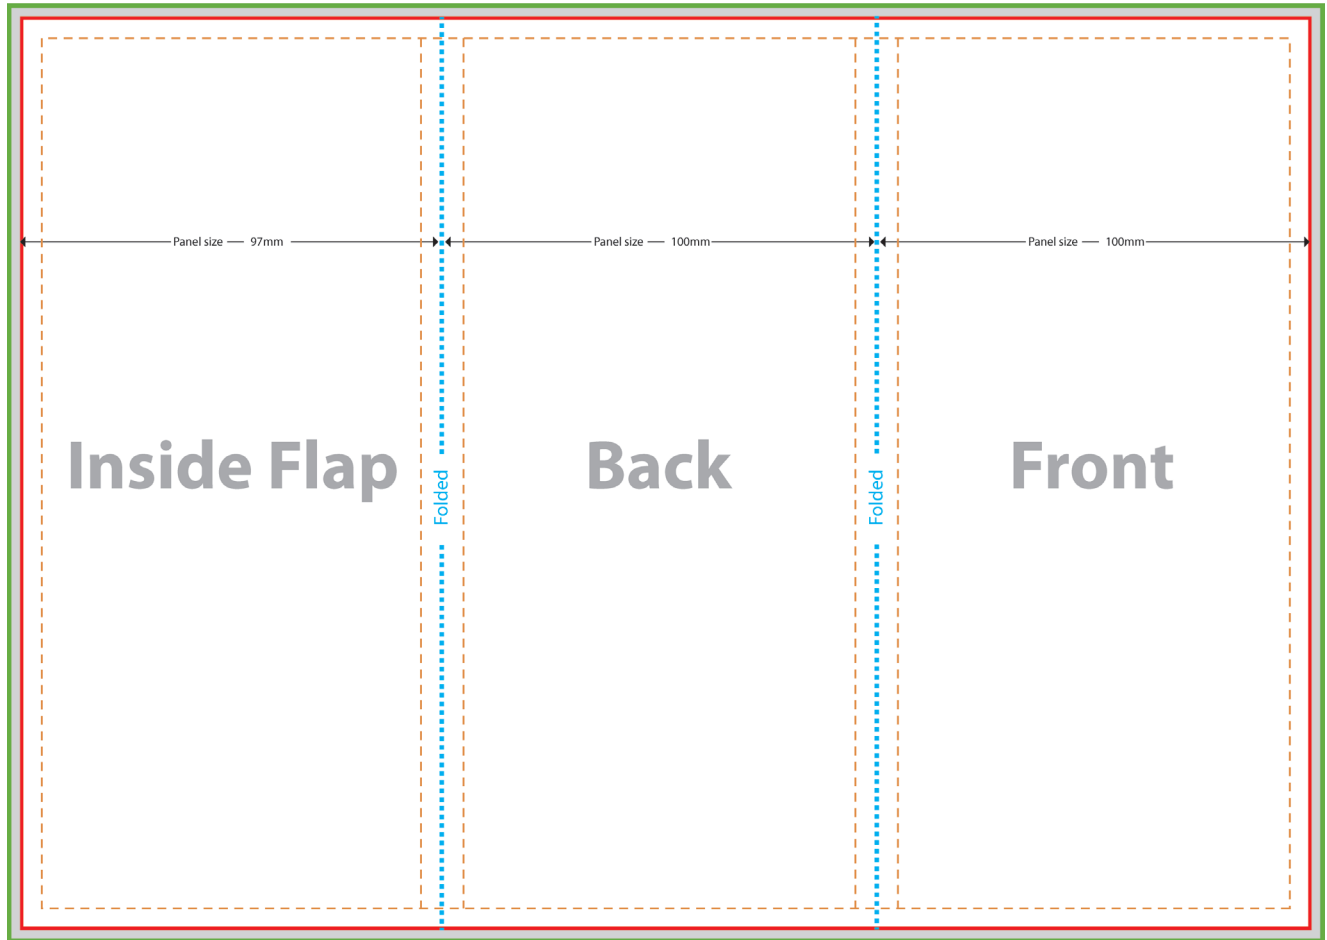 Panel size — 97mm
Panel size — 100mm
Panel size — 100mm
Inside Flap
Folded
Back
Folded
Front